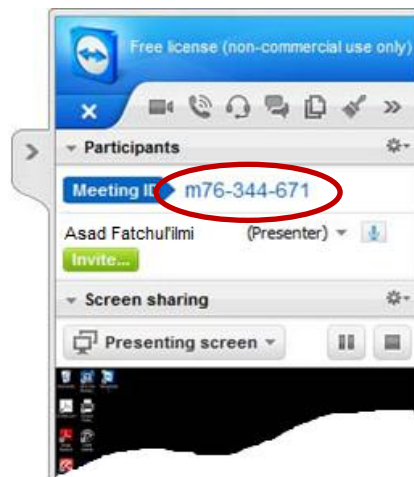 Free license (non-commercial use only)
Participants
Meeting ID m76-344-671
Asad Fatchul'ilmi (Presenter)
Invite...
Screen sharing
Presenting screen